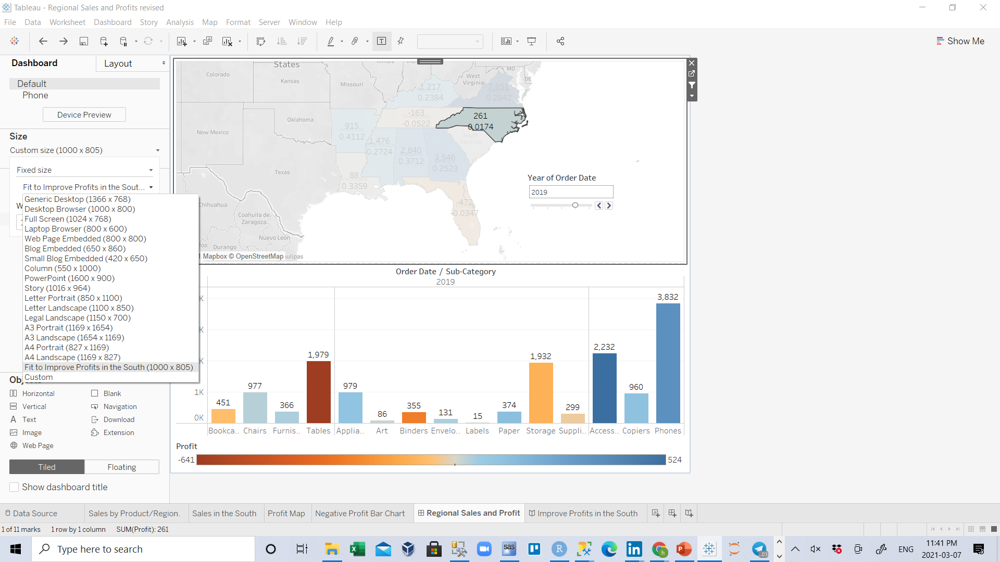 Tableau - Regional Sales and Profits revised
File Data Worksheet Dashboard Story Analysis Map Format Server Window Help
Show Me
Dashboard Layout
Default
Phone
Device Preview
Size
Custom size (1000 x 805)
Fixed size
Fit to Improve Profits in the Sout...
Generic Desktop (1366 x 768)
Desktop Browser (1000 x 800)
Full Screen (1024 x 768)
Laptop Browser (800 x 600)
Web Page Embedded (800 x 800)
Blog Embedded (650 x 860)
Small Blog Embedded (420 x 650)
Column (550 x 1000)
PowerPoint (1600 x 900)
Story (1016 x 964)
Letter Portrait (850 x 1100)
Letter Landscape (1100 x 850)
Legal Landscape (1150 x 700)
A3 Portrait (1169 x 1654)
A3 Landscape (1654 x 1169)
A4 Portrait (827 x 1169)
A4 Landscape (1169 x 827)
Fit to Improve Profits in the South (1000 x 805)
Custom
Horizontal Blank
Vertical Navigation
Text Download
Image Extension
Web Page
Tiled Floating
Show dashboard title
States
Colorado
Kansas
Missouri
West Virginia
MD
DE
1,217
0.2384
7,851
0.2942
New Mexico
Oklahoma
-163
Tennessee
-0.0522
261
0.0174
915
0.4112
South Carolina
1,476
0.2724
2,840
0.3712
3,546
0.2523
Texas
88
0.3359
-472
-0.0347
Chihuahua
Coahuila de Zaragoza
Nuevo León
Durango
Mapbox © OpenStreetMap
ulipas
Year of Order Date
2019
Order Date / Sub-Category
2019
1K
0K
451
977
366
1,979
979
86
355
131
15
374
1,932
299
2,232
960
3,832
Bookca.. Chairs Furnis.. Tables Applia.. Art Binders Envelo.. Labels Paper Storage Suppli.. Access.. Copiers Phones
Profit
-641 524
Data Source Sales by Product/Region. Sales in the South Profit Map Negative Profit Bar Chart Regional Sales and Profit Improve Profits in the South
1 of 11 marks 1 row by 1 column SUM(Profit): 261
Type here to search
sas
R
ENG
11:41 PM
2021-03-07